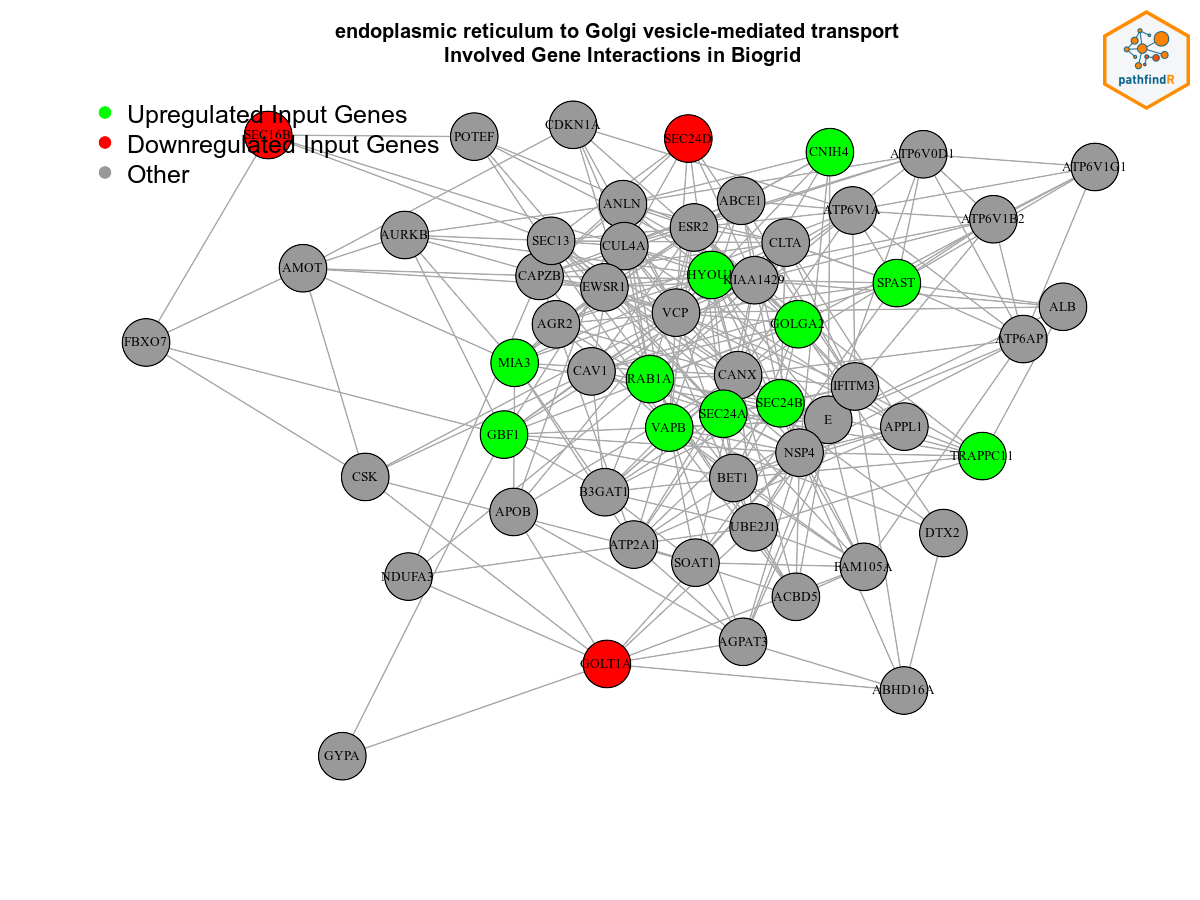 endoplasmic reticulum to Golgi vesicle-mediated transport
Involved Gene Interactions in Biogrid
pathfindR
Upregulated Input Genes
Downregulated Input Genes
Other
SEC16B
POTEF
CDKN1A
SEC24D
CNIH4
ATP6V0D1
ATP6V1G1
ANLN
ABCE1
ATP6V1A
ATP6V1B2
AURKB
SEC13
CUL4A
ESR2
CLTA
AMOT
CAPZB
EWSR1
HYOU1
KIAA1429
SPAST
ALB
FBXO7
AGR2
VCP
GOLGA2
ATP6AP1
MIA3
CAV1
RAB1A
CANX
IFITM3
GBF1
VAPB
SEC24A
SEC24B
E
APPL1
CSK
B3GAT1
BET1
NSP4
TRAPPC11
APOB
ATP2A1
UBE2J1
DTX2
NDUFA3
SOAT1
ACBD5
FAM105A
GOLT1A
AGPAT3
ABHD16A
GYPA